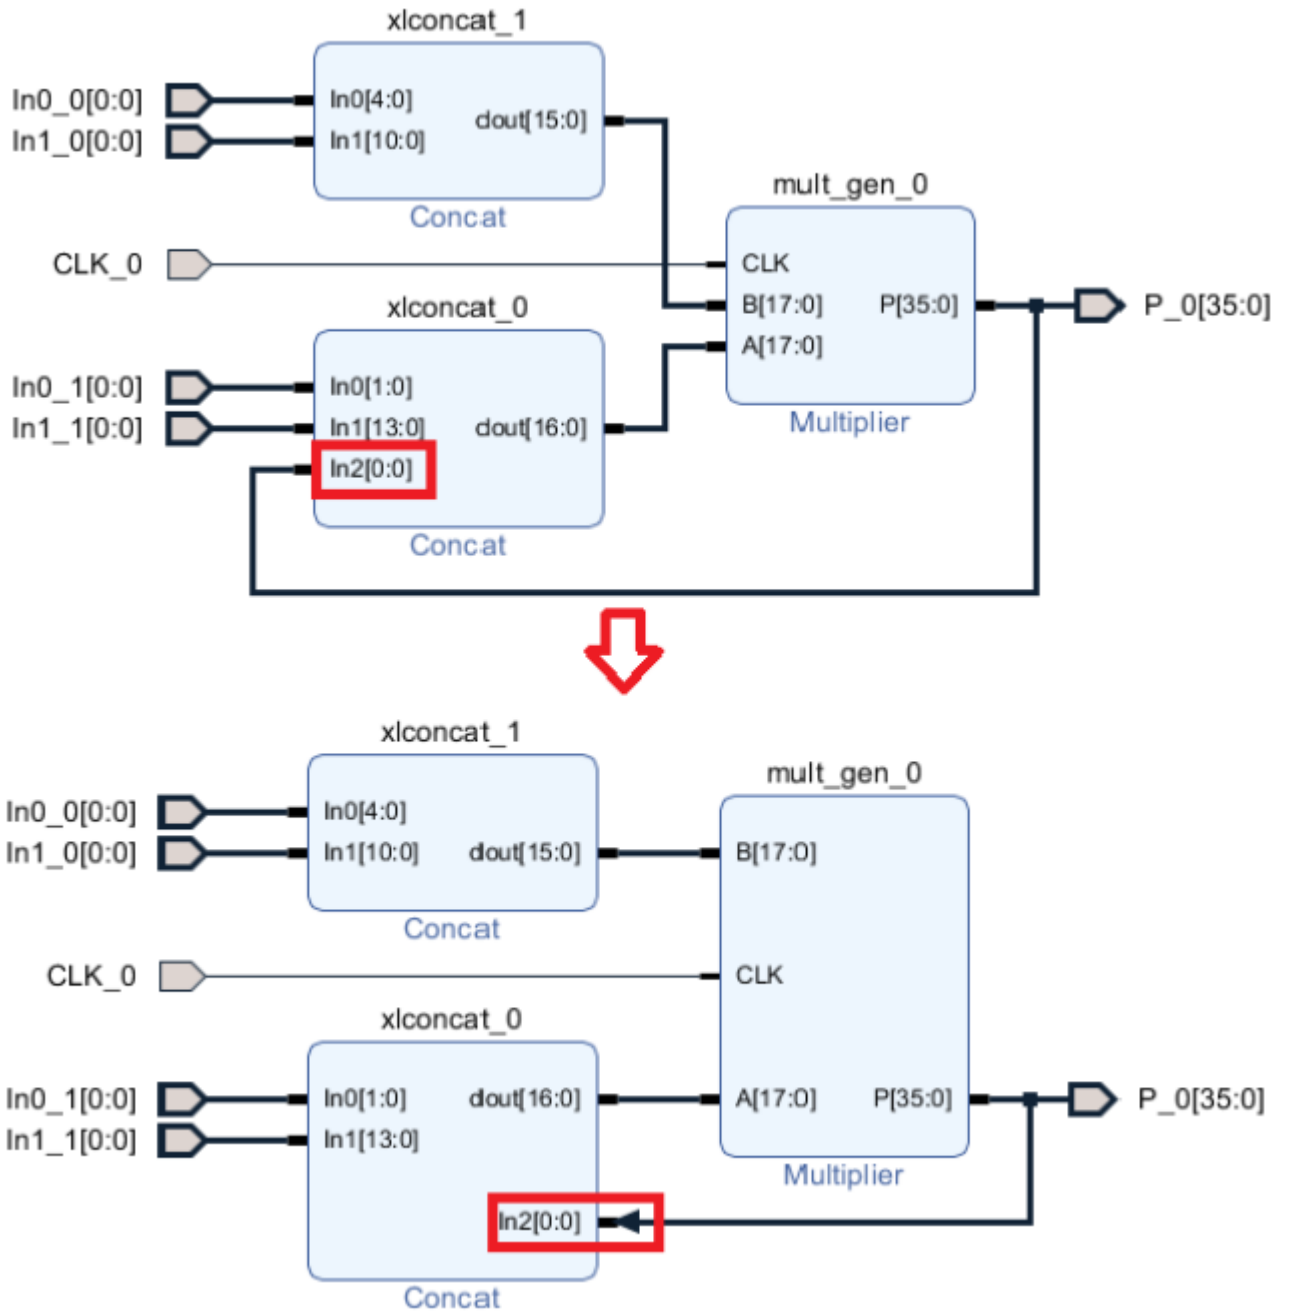 xlconcat_1
In0_0[0:0]
In1_0[0:0]
In0[4:0]
In1[10:0]
dout[15:0]
Concat
mult_gen_0
CLK_0
CLK
B[17:0]
A[17:0]
P[35:0]
P_0[35:0]
Multiplier
xlconcat_0
In0_1[0:0]
In1_1[0:0]
In0[1:0]
In1[13:0]
In2[0:0]
dout[16:0]
Concat
xlconcat_1
In0_0[0:0]
In1_0[0:0]
In0[4:0]
In1[10:0]
dout[15:0]
Concat
mult_gen_0
B[17:0]
CLK_0
CLK
A[17:0]
P[35:0]
P_0[35:0]
Multiplier
xlconcat_0
In0_1[0:0]
In1_1[0:0]
In0[1:0]
In1[13:0]
dout[16:0]
In2[0:0]
Concat